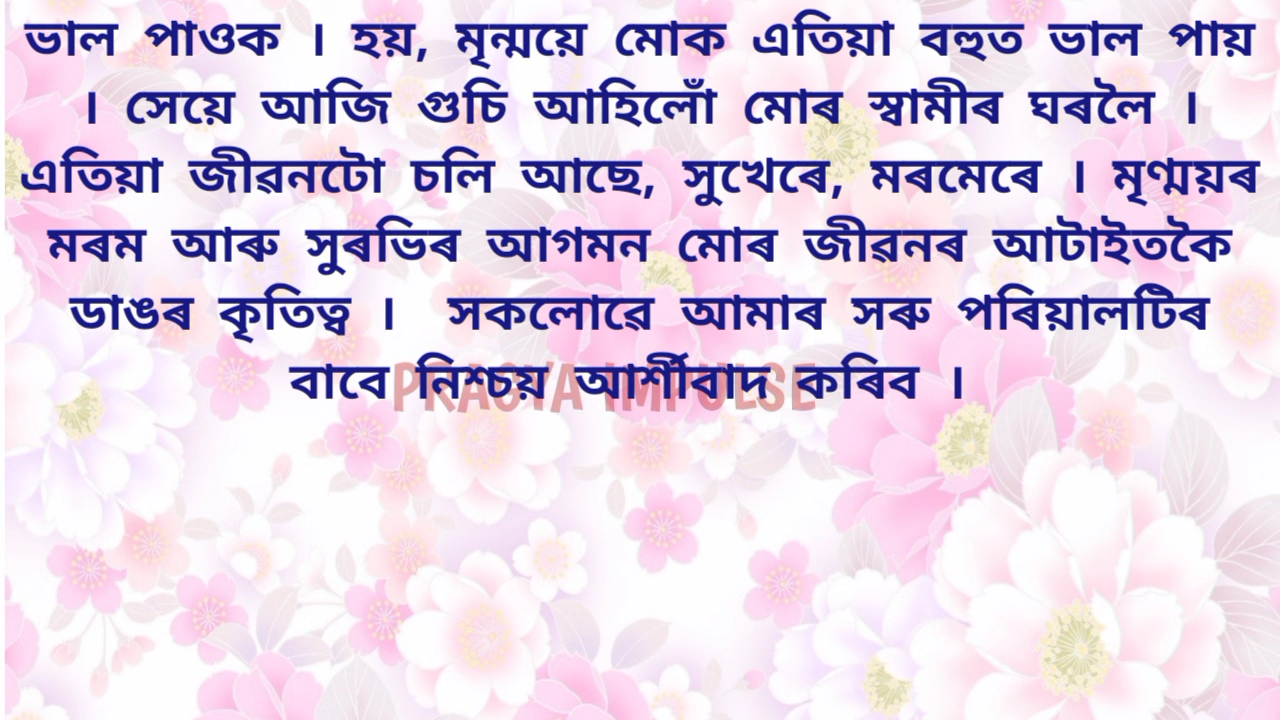 ভাল পাওক । হয়, মৃন্ময়ে মোক এতিয়া বহুত ভাল পায়
। সেয়ে আজি গুচি আহিলোঁ মোৰ স্বামীৰ ঘৰলৈ ।
এতিয়া জীৱনটো চলি আছে, সুখেৰে, মৰমেৰে । মৃণ্ময়ৰ
মৰম আৰু সুৰভিৰ আগমন মোৰ জীৱনৰ আটাইতকৈ
ডাঙৰ কৃতিত্ব । সকলোৱে আমাৰ সৰু পৰিয়ালটিৰ
বাবে নিশ্চয় আৰ্শীবাদ কৰিব ।
PRAGYA IMPULSE